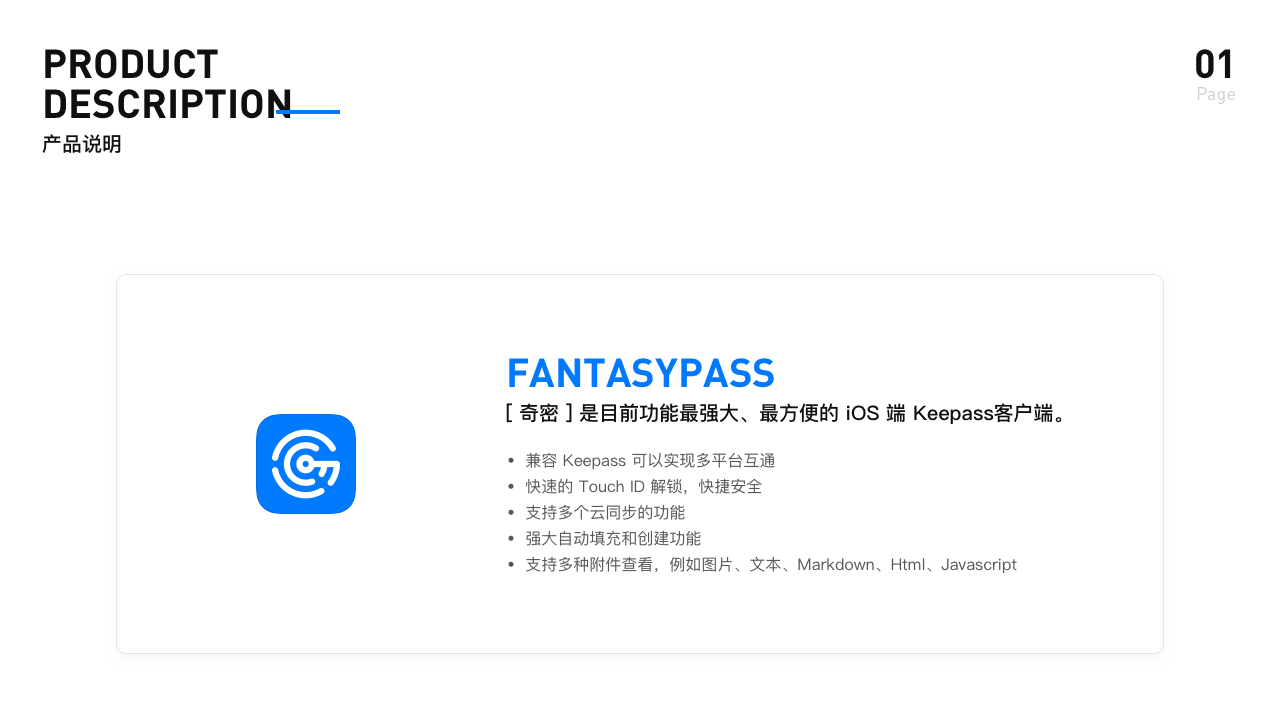 PRODUCT
DESCRIPTION
产品说明
01
Page
FANTASYPASS
[ 奇密 ] 是目前功能最强大、最方便的 iOS 端 Keepass客户端。
• 兼容 Keepass 可以实现多平台互通
• 快速的 Touch ID 解锁，快捷安全
• 支持多个云同步的功能
• 强大自动填充和创建功能
• 支持多种附件查看，例如图片、文本、Markdown、Html、Javascript